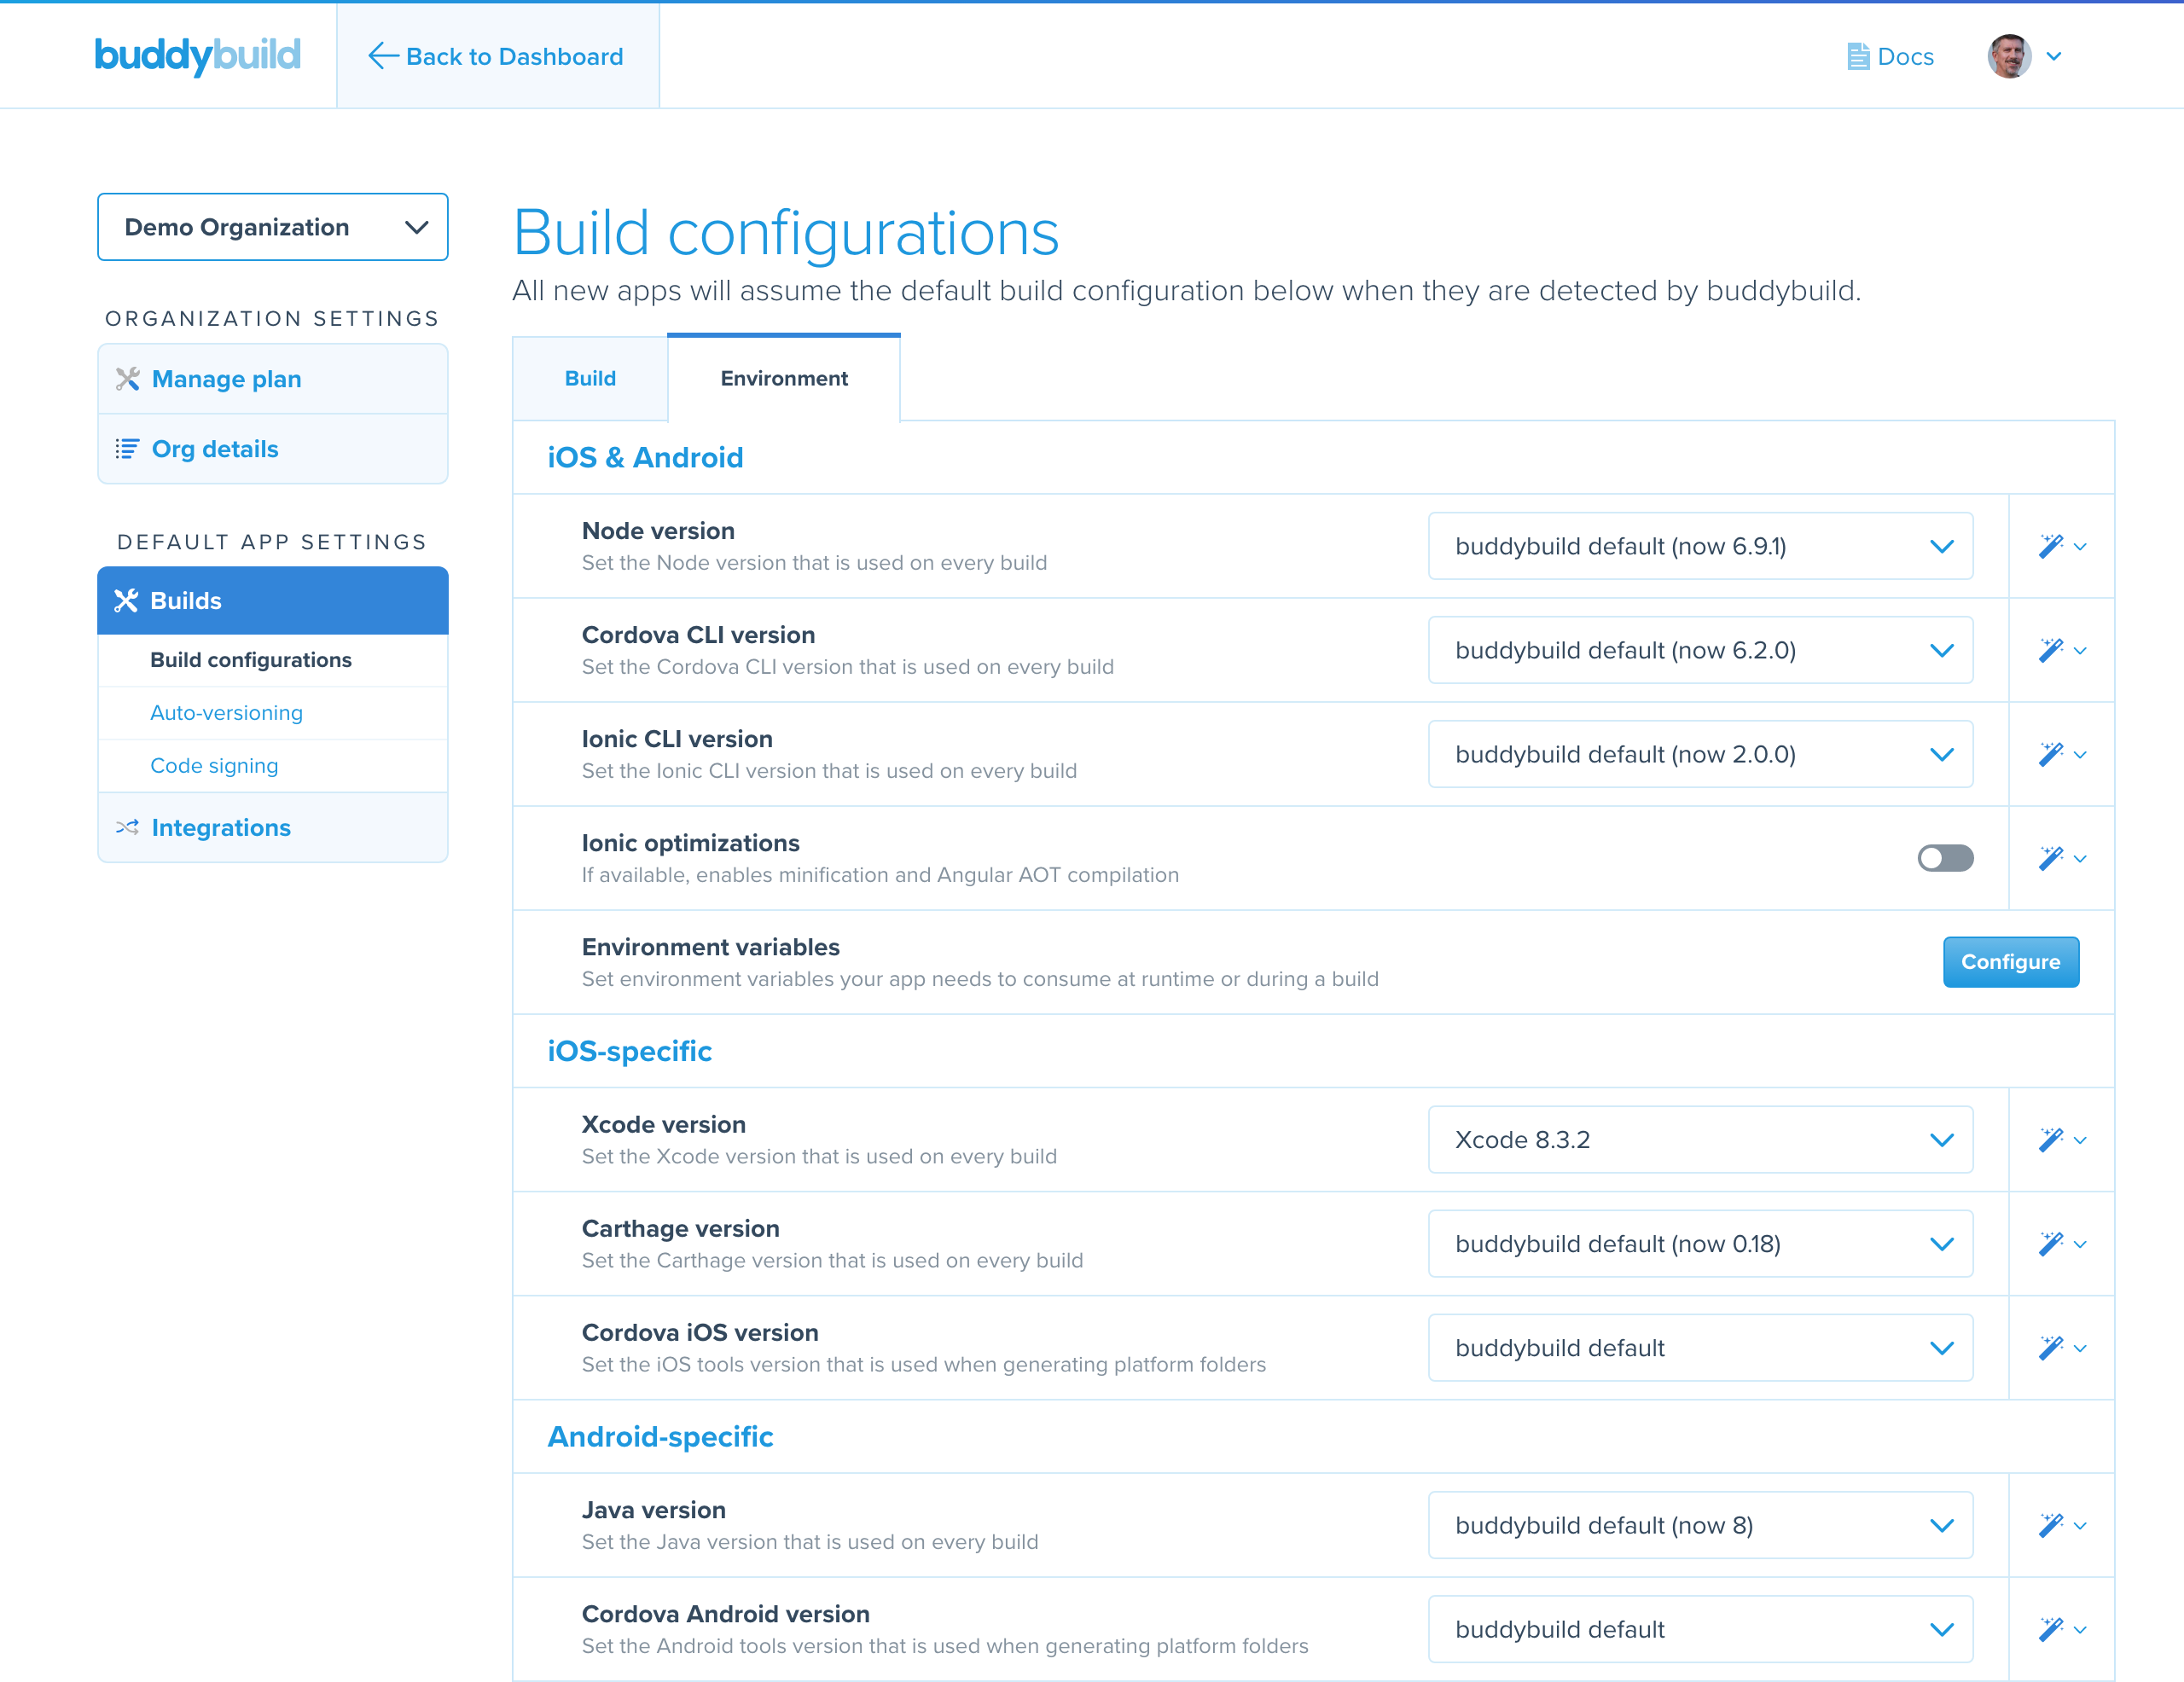 buddybuild
Back to Dashboard
Docs
Demo Organization
ORGANIZATION SETTINGS
Manage plan
Org details
DEFAULT APP SETTINGS
Builds
Build configurations
Auto-versioning
Code signing
Integrations
Build configurations
All new apps will assume the default build configuration below when they are detected by buddybuild.
Build
Environment
iOS & Android
Node version
Set the Node version that is used on every build
buddybuild default (now 6.9.1)
Cordova CLI version
Set the Cordova CLI version that is used on every build
buddybuild default (now 6.2.0)
Ionic CLI version
Set the Ionic CLI version that is used on every build
buddybuild default (now 2.0.0)
Ionic optimizations
If available, enables minification and Angular AOT compilation
Environment variables
Set environment variables your app needs to consume at runtime or during a build
Configure
iOS-specific
Xcode version
Set the Xcode version that is used on every build
Xcode 8.3.2
Carthage version
Set the Carthage version that is used on every build
buddybuild default (now 0.18)
Cordova iOS version
Set the iOS tools version that is used when generating platform folders
buddybuild default
Android-specific
Java version
Set the Java version that is used on every build
buddybuild default (now 8)
Cordova Android version
Set the Android tools version that is used when generating platform folders
buddybuild default